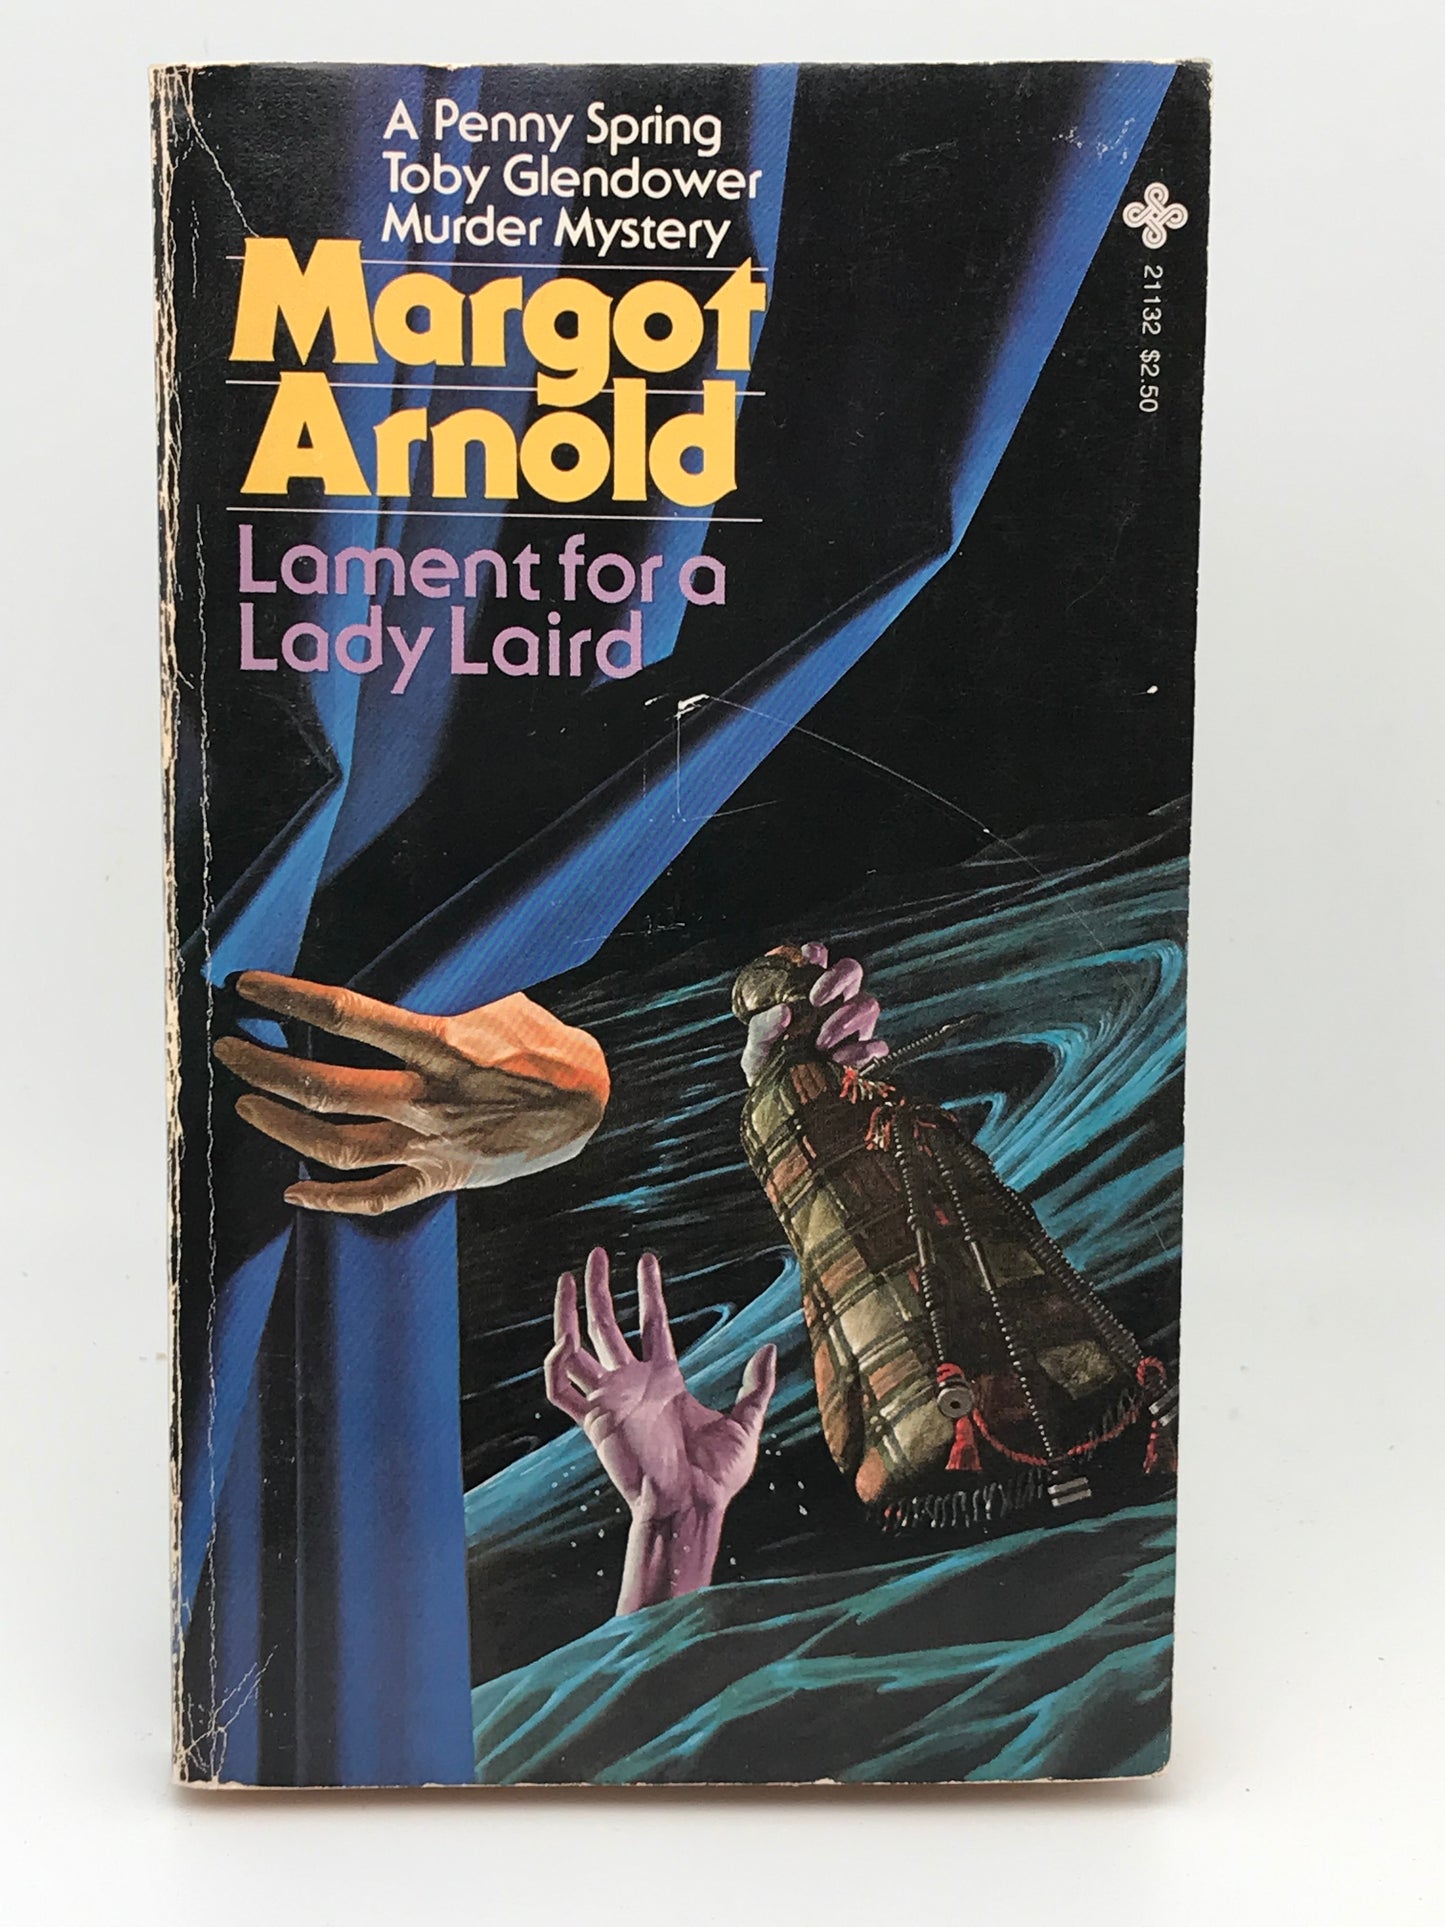 A Penny Spring
Toby Glendower
Murder Mystery
Margot
Arnold
Lament for a
Lady Laird
21132 $2.50